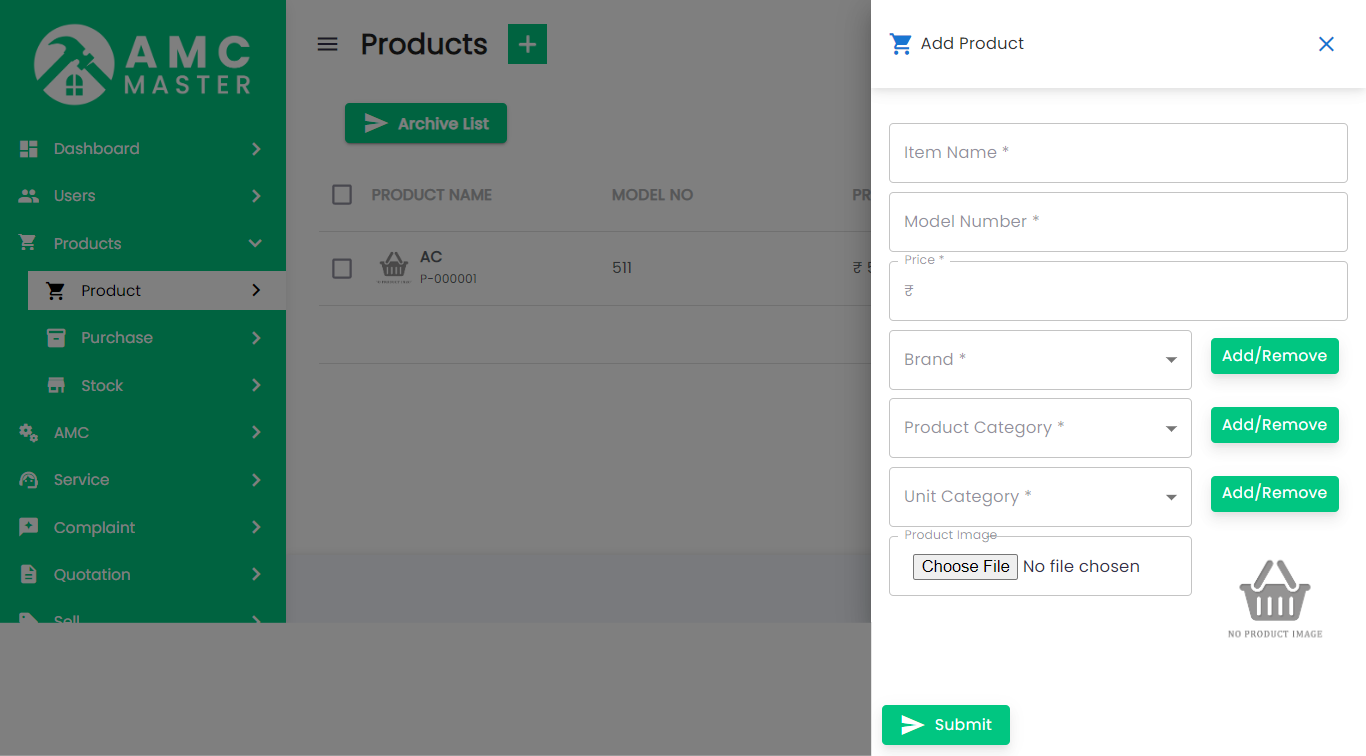 AMC
MASTER
Dashboard
Users
Products
Product
Purchase
Stock
AMC
Service
Complaint
Quotation
Sell
Products
Archive List
PRODUCT NAME
MODEL NO
PR
AC
P-000001
511
₹ 5
Add Product
Item Name *
Model Number *
Price *
₹
Brand *
Add/Remove
Product Category *
Add/Remove
Unit Category *
Add/Remove
Product Image
Choose File No file chosen
NO PRODUCT IMAGE
Submit